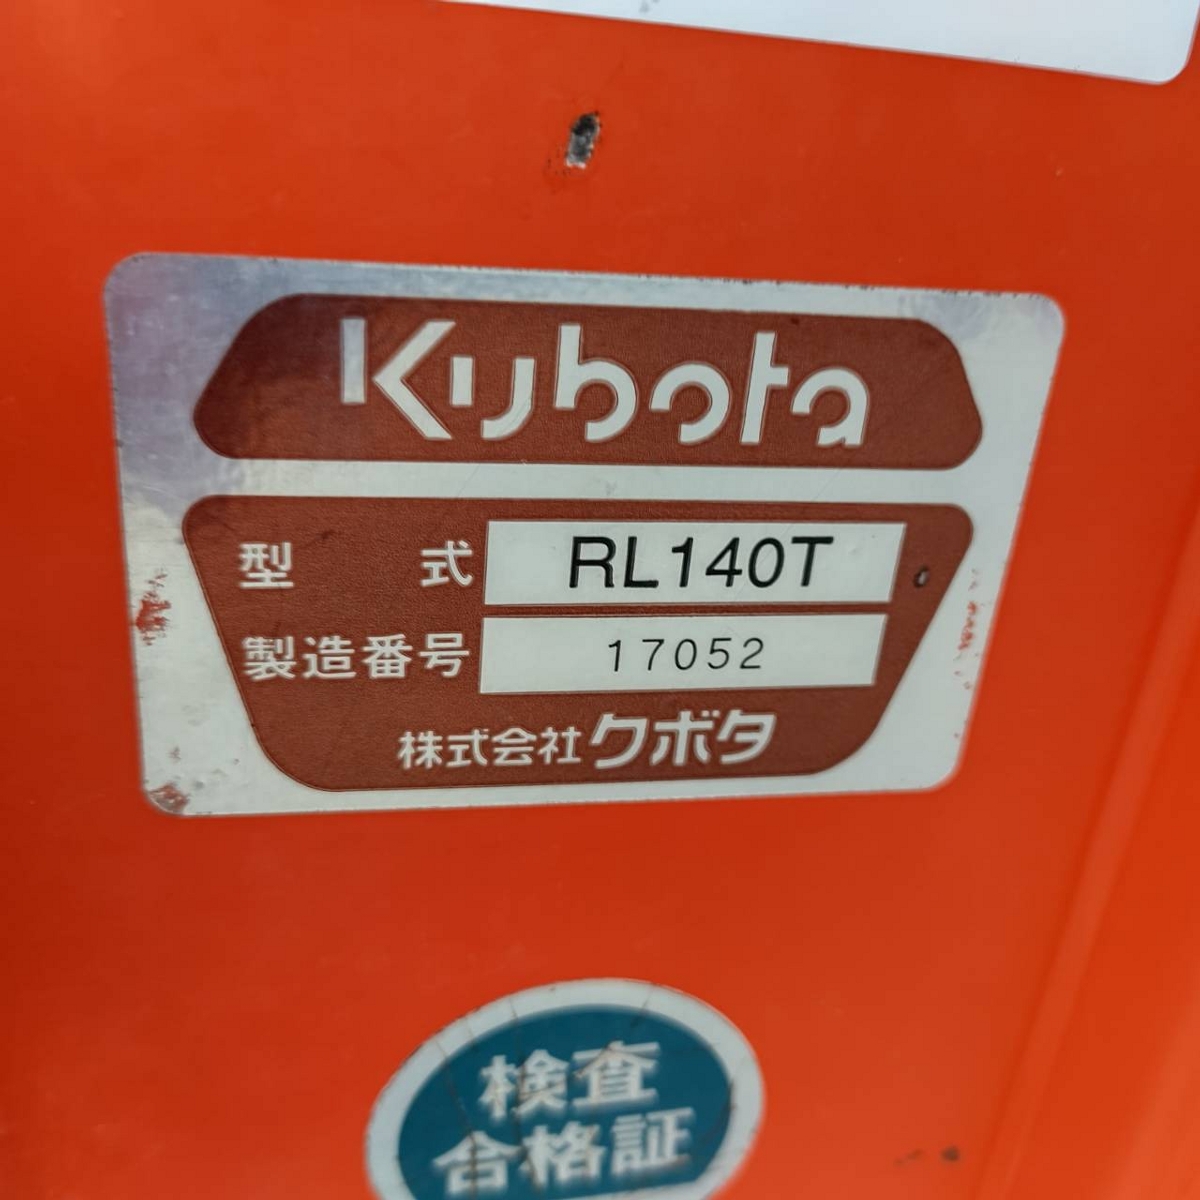 Kubota
型 式 RL140T
製造番号 17052
株式会社クボタ
検査
合格証